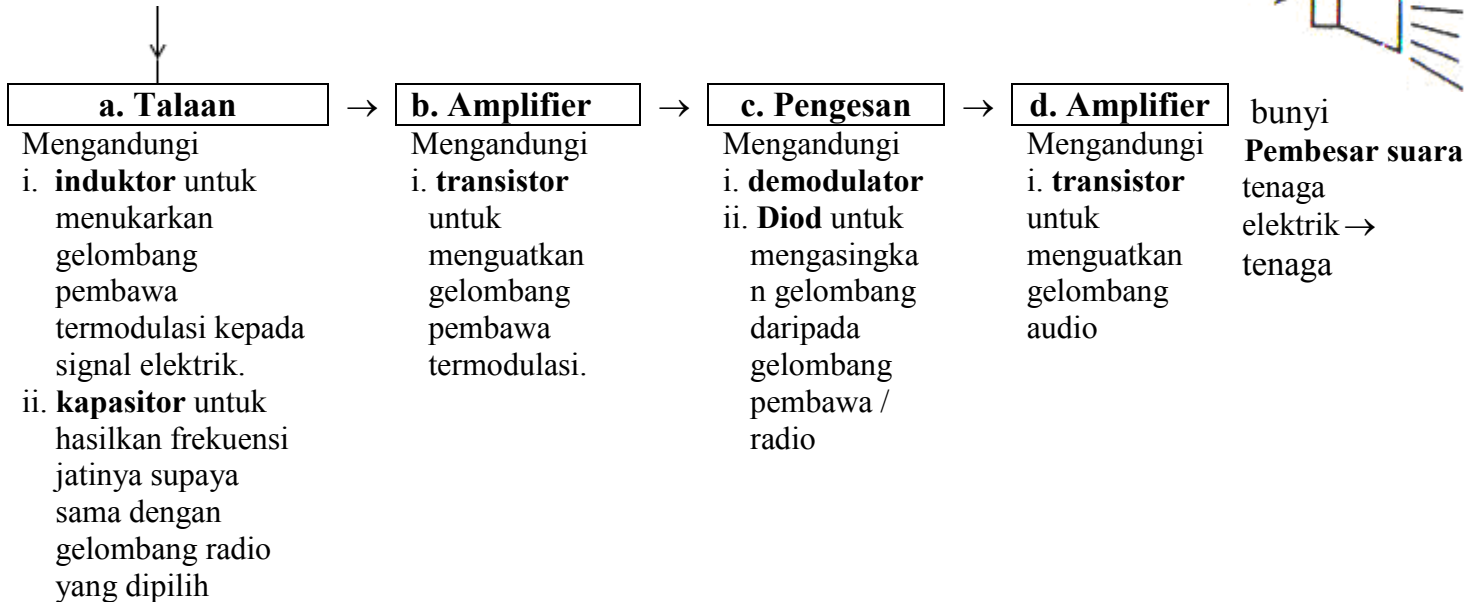 a. Talaan → b. Amplifier → c. Pengesan → d. Amplifier
Mengandungi
i. induktor untuk
menukarkan
gelombang
pembawa
termodulasi kepada
signal elektrik.
ii. kapasitor untuk
hasilkan frekuensi
jatinya supaya
sama dengan
gelombang radio
yang dipilih
Mengandungi
i. transistor
untuk
menguatkan
gelombang
pembawa
termodulasi.
Mengandungi
i. demodulator
ii. Diod untuk
mengasingka
n gelombang
daripada
gelombang
pembawa /
radio
Mengandungi
i. transistor
untuk
menguatkan
gelombang
audio
bunyi
Pembesar suara
tenaga
elektrik →
tenaga